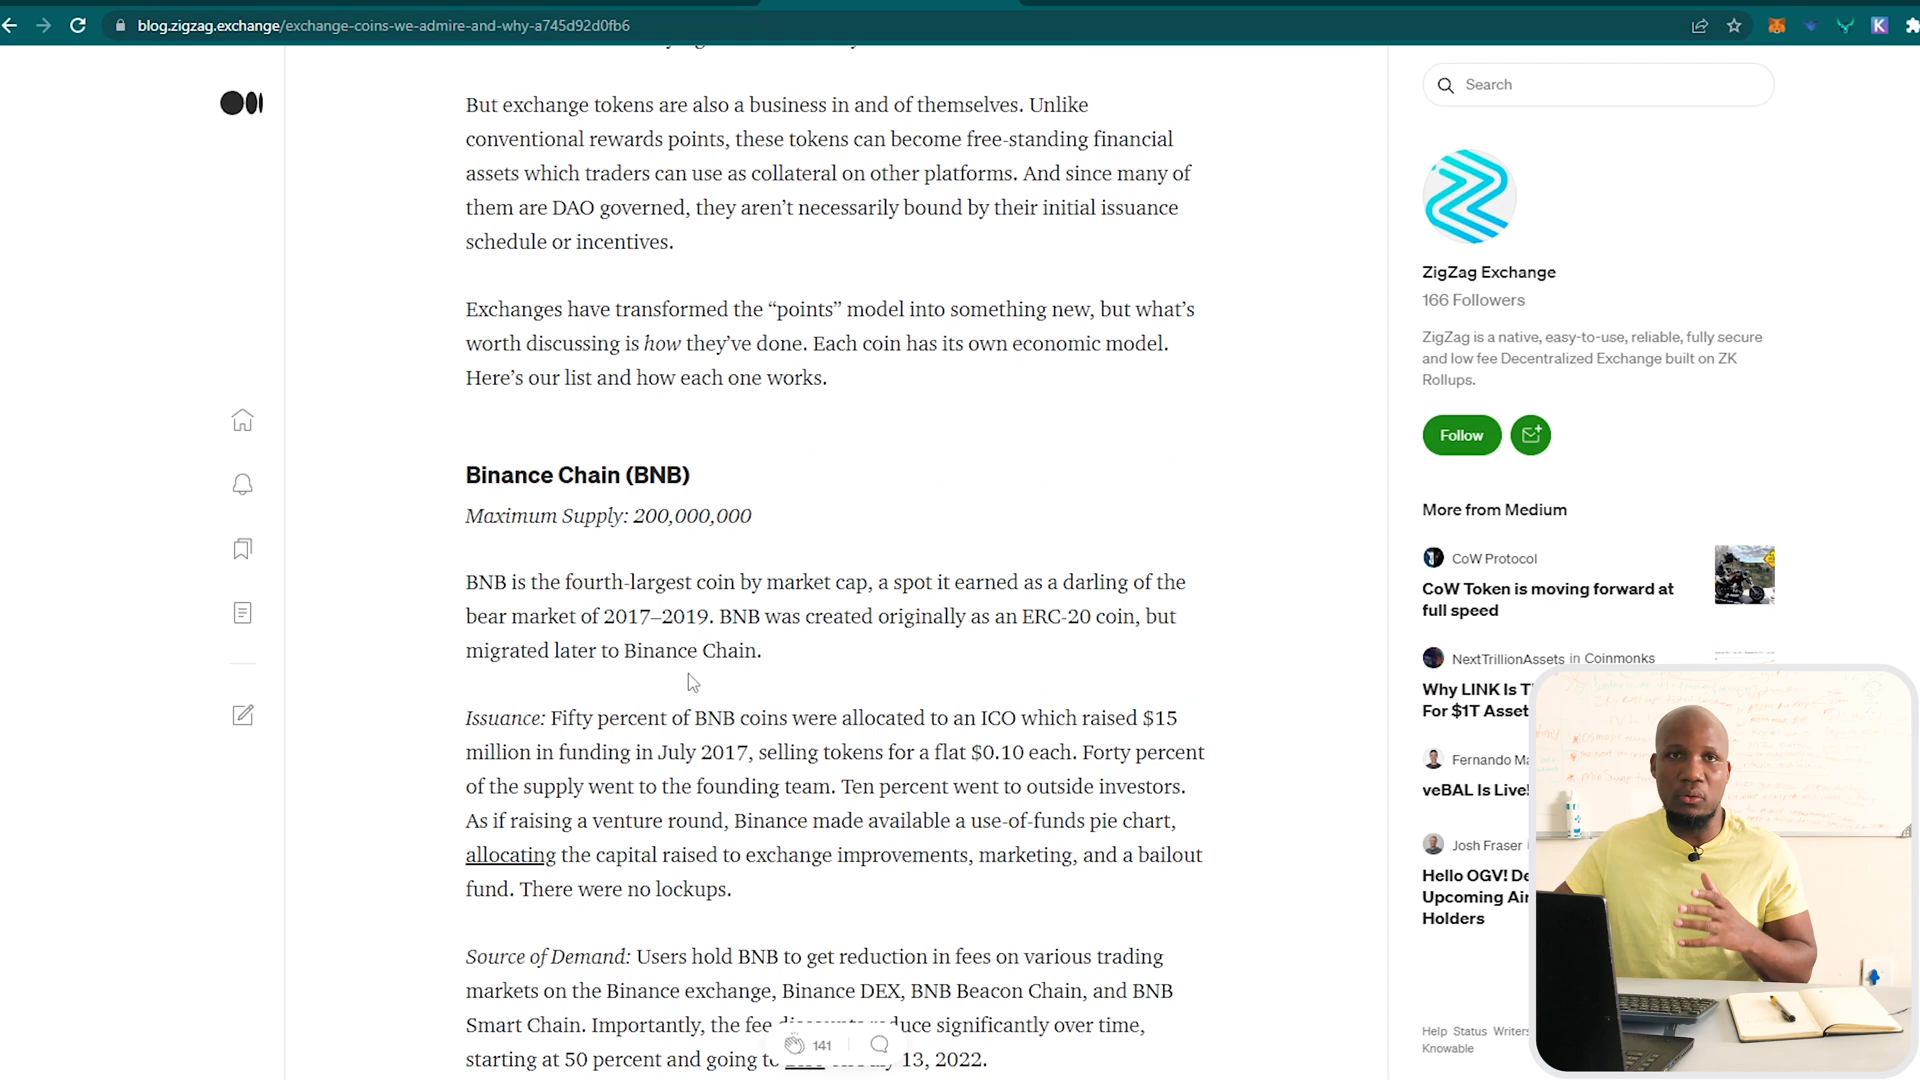 blog.zigzag.exchange/exchange-coins-we-admire-and-why-a745d92d0fb6
But exchange tokens are also a business in and of themselves. Unlike
conventional rewards points, these tokens can become free-standing financial
assets which traders can use as collateral on other platforms. And since many of
them are DAO governed, they aren’t necessarily bound by their initial issuance
schedule or incentives.
Exchanges have transformed the “points” model into something new, but what’s
worth discussing is how they’ve done. Each coin has its own economic model.
Here’s our list and how each one works.
Binance Chain (BNB)
Maximum Supply: 200,000,000
BNB is the fourth-largest coin by market cap, a spot it earned as a darling of the
bear market of 2017–2019. BNB was created originally as an ERC-20 coin, but
migrated later to Binance Chain.
Issuance: Fifty percent of BNB coins were allocated to an ICO which raised $15
million in funding in July 2017, selling tokens for a flat $0.10 each. Forty percent
of the supply went to the founding team. Ten percent went to outside investors.
As if raising a venture round, Binance made available a use-of-funds pie chart,
allocating the capital raised to exchange improvements, marketing, and a bailout
fund. There were no lockups.
Source of Demand: Users hold BNB to get reduction in fees on various trading
markets on the Binance exchange, Binance DEX, BNB Beacon Chain, and BNB
Smart Chain. Importantly, the fee significantly over time,
starting at 50 percent and going to 13, 2022.
141
Search
ZigZag Exchange
166 Followers
ZigZag is a native, easy-to-use, reliable, fully secure
and low fee Decentralized Exchange built on ZK
Rollups.
Follow
More from Medium
CoW Protocol
CoW Token is moving forward at
full speed
NextTrillionAssets in Coinmonks
Why LINK Is
For $1T Asset
Fernando
veBAL Is Live!
Josh Fraser
Hello OGV!
Upcoming
Holders
Help Status Writers
Knowable
K